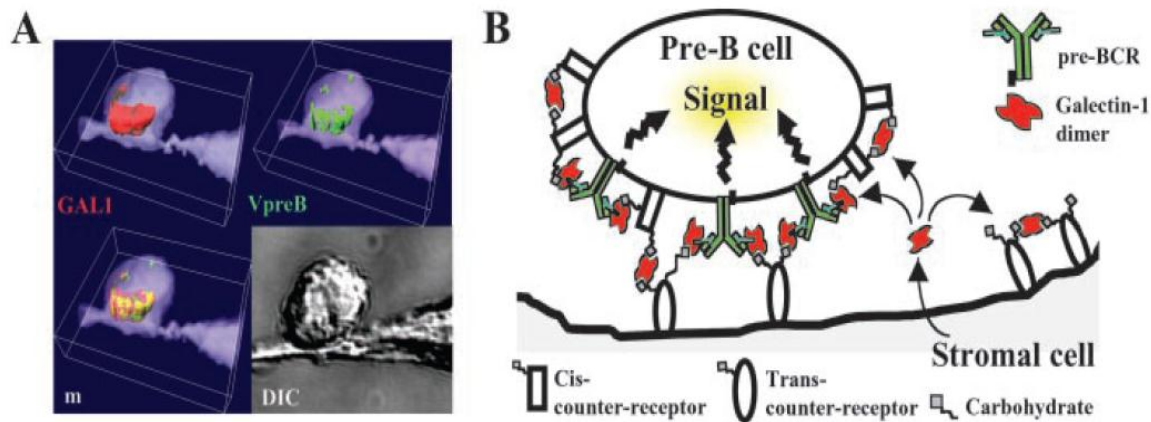 A
GAL1
VpreB
m
DIC
B
Pre-B cell
Signal
pre-BCR
Galectin-1
dimer
Stromal cell
Cis-
counter-receptor
Trans-
counter-receptor
Carbohydrate